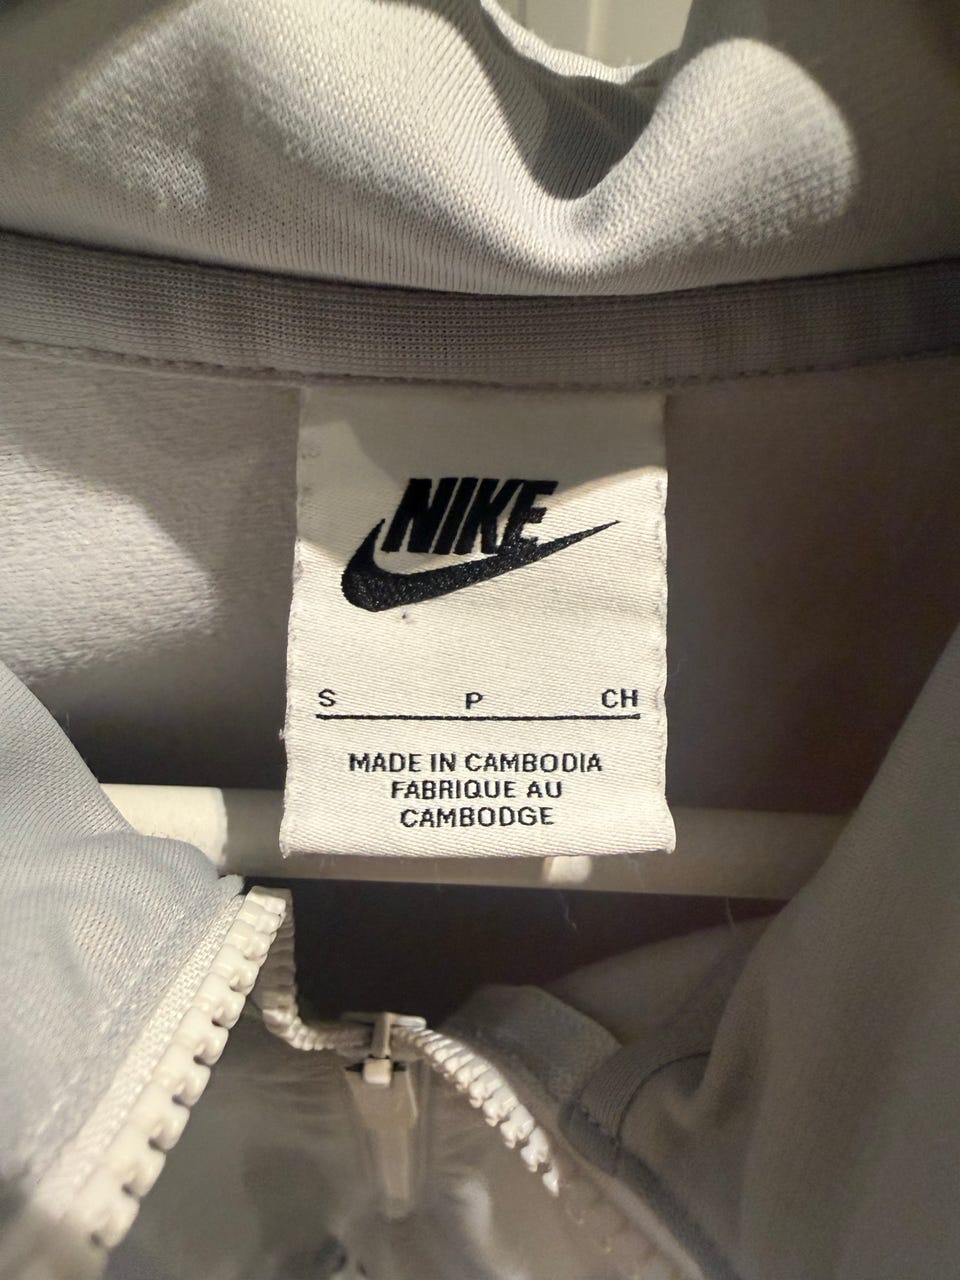 NIKE
S P CH
MADE IN CAMBODIA
FABRIQUE AU
CAMBODGE